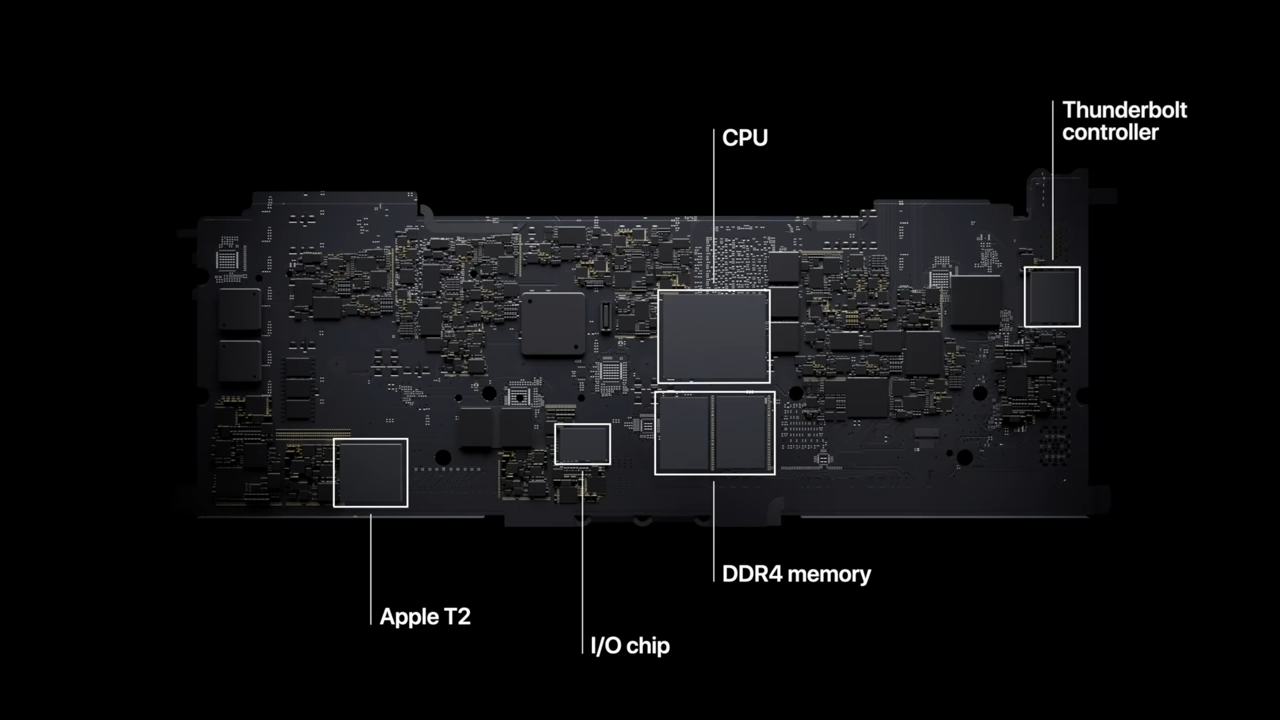 Thunderbolt
controller
CPU
DDR4 memory
Apple T2
I/O chip